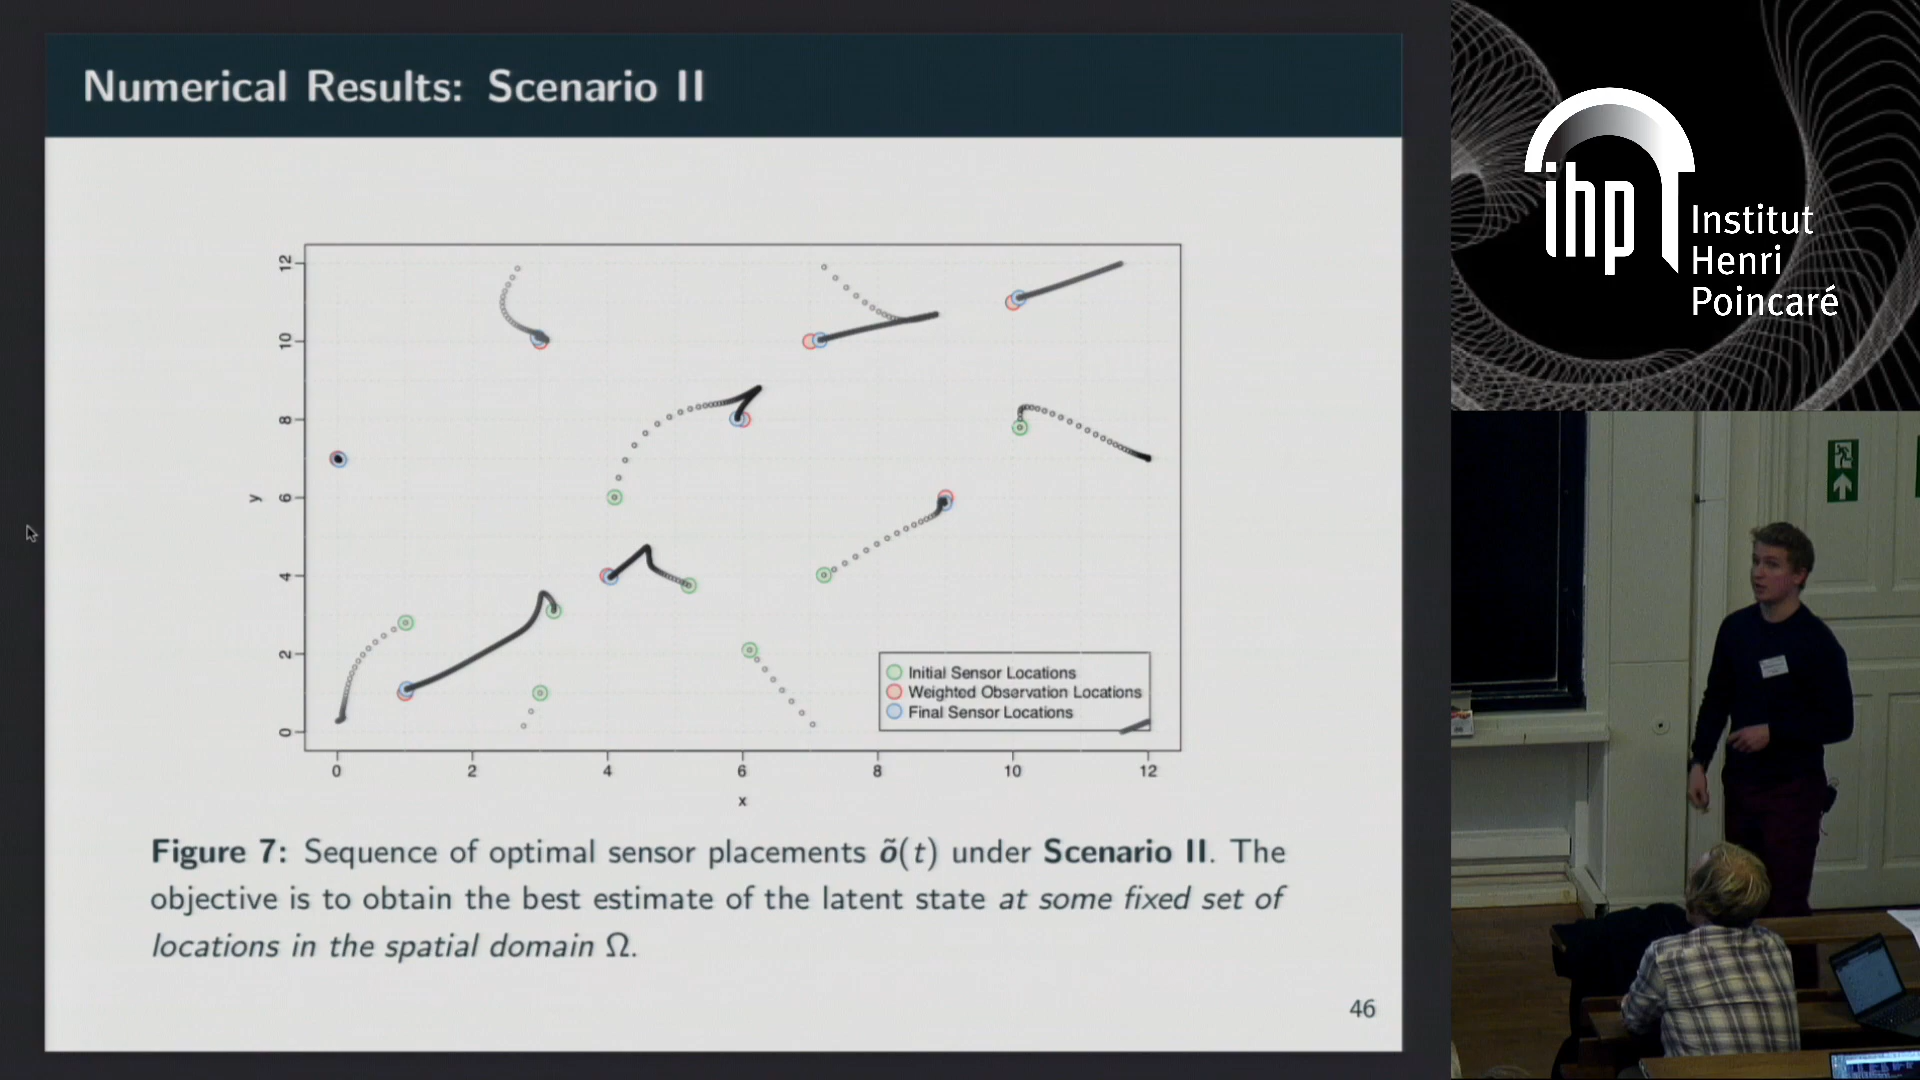 Numerical Results: Scenario II
12
10
8
6
4
2
0
y
0 2 4 6 8 10 12
x
Initial Sensor Locations
Weighted Observation Locations
Final Sensor Locations
Figure 7: Sequence of optimal sensor placements õ(t) under Scenario II. The
objective is to obtain the best estimate of the latent state at some fixed set of
locations in the spatial domain Ω.
46
ihp
Institut
Henri
Poincaré